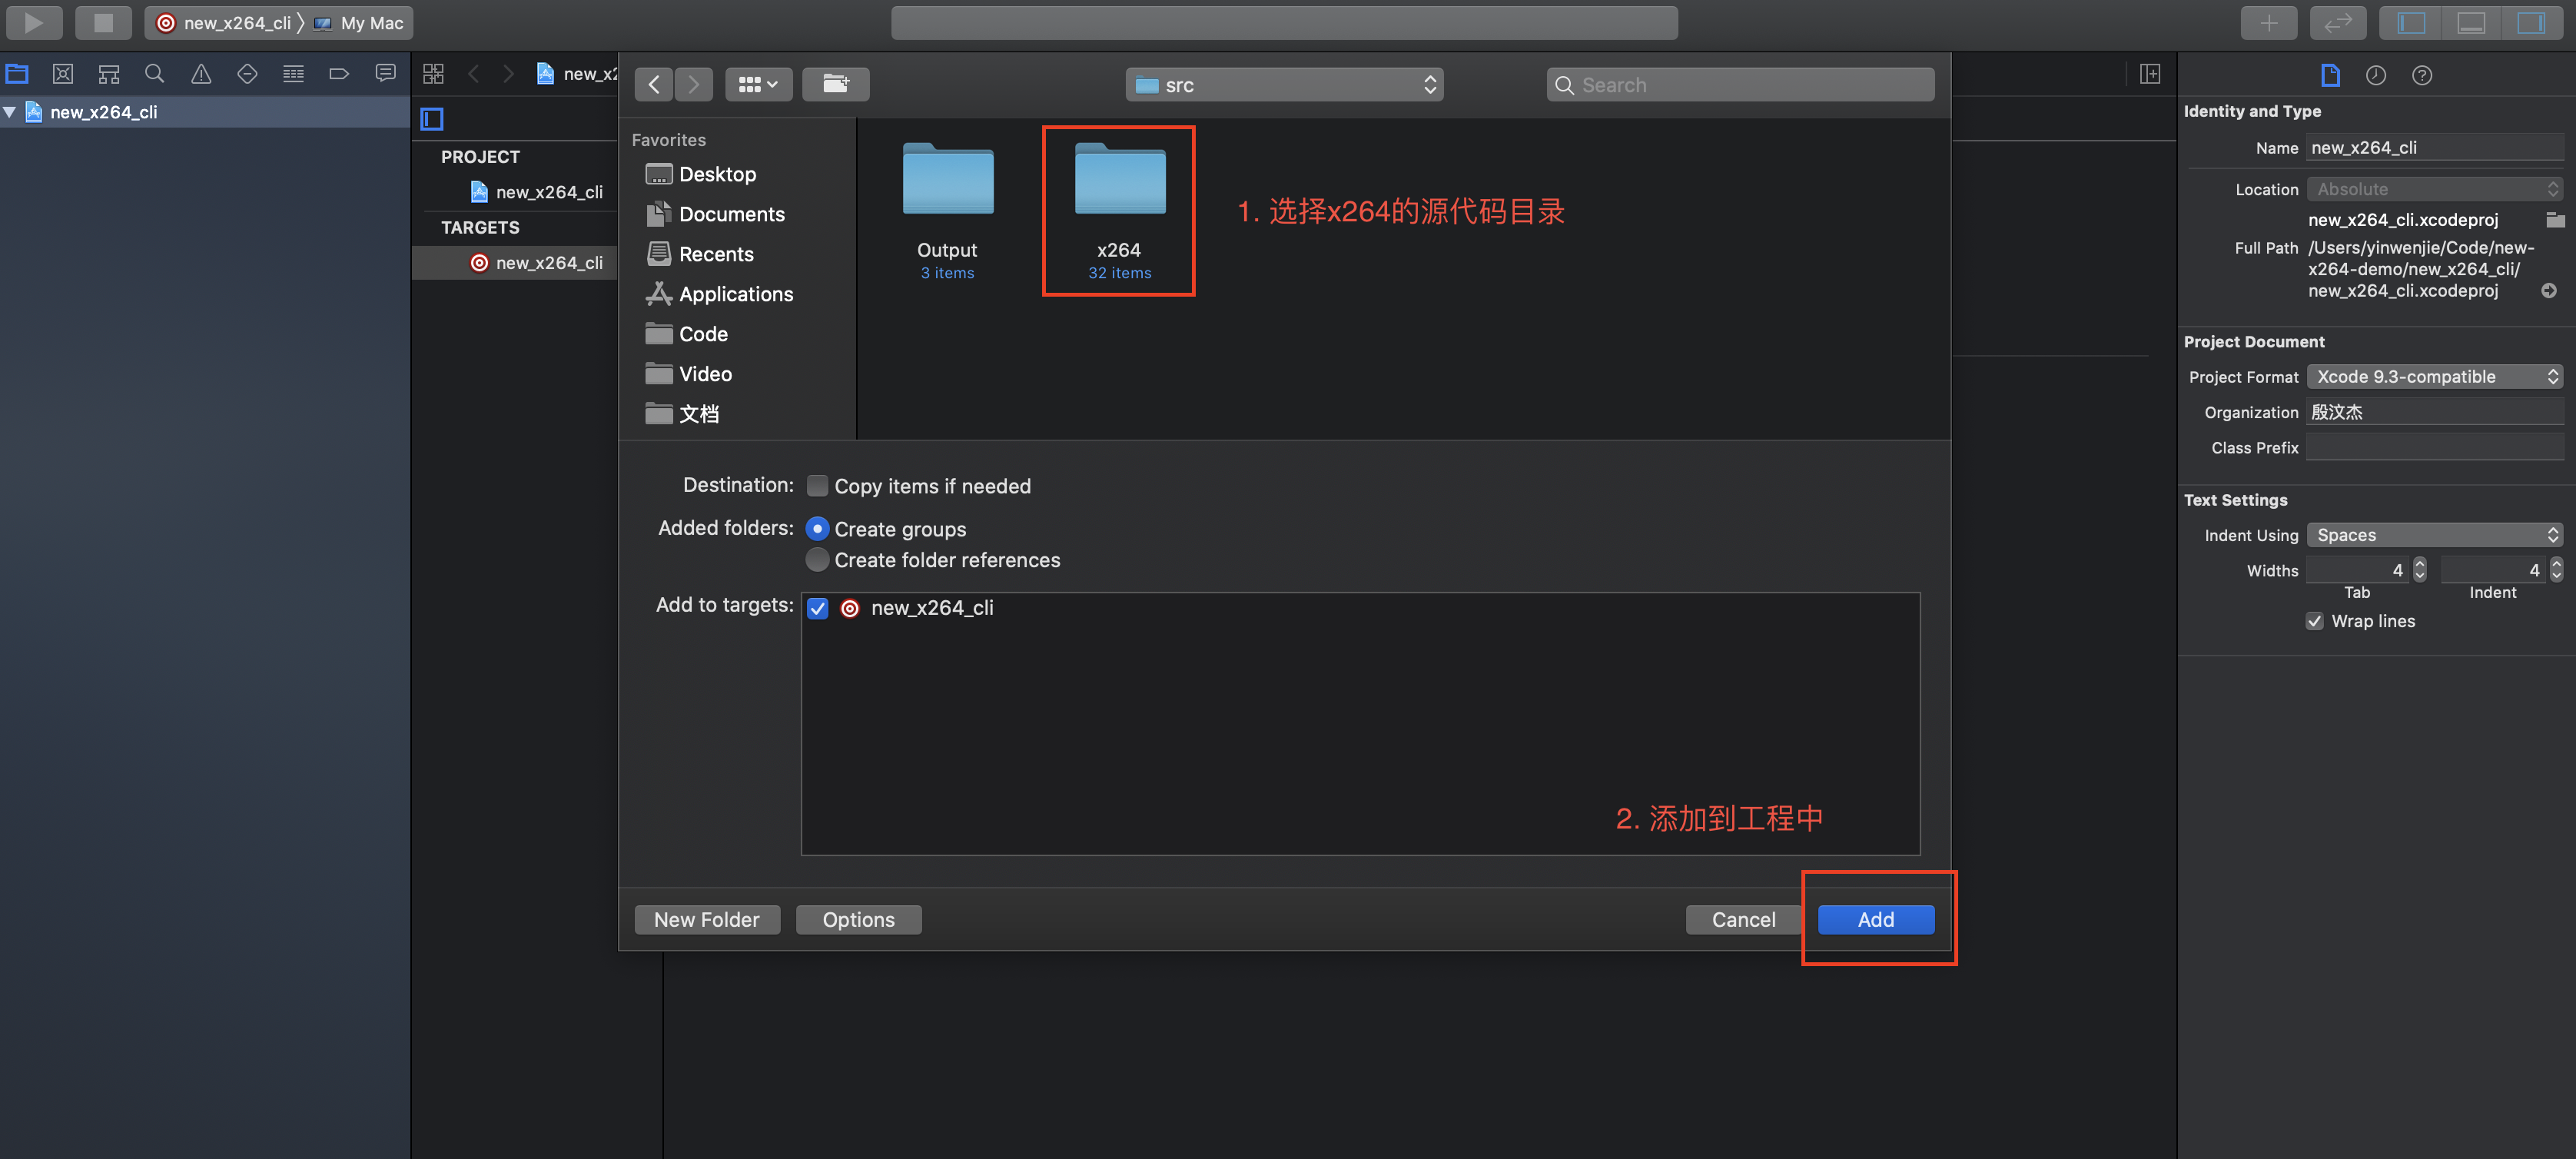 new_x264_cli 〉 My Mac
new_x264_cli
new_x2
PROJECT
new_x264_cli
TARGETS
new_x264_cli
src
Search
Favorites
Desktop
Documents
Recents
Applications
Code
Video
文档
Output
3 items
x264
32 items
1. 选择x264的源代码目录
Destination: Copy items if needed
Added folders: Create groups
Create folder references
Add to targets: new_x264_cli
2. 添加到工程中
New Folder
Options
Cancel
Add
Identity and Type
Name new_x264_cli
Location Absolute
new_x264_cli.xcodeproj
Full Path /Users/yinwenjie/Code/new-
x264-demo/new_x264_cli/
new_x264_cli.xcodeproj
Project Document
Project Format Xcode 9.3-compatible
Organization 殷汶杰
Class Prefix
Text Settings
Indent Using Spaces
Widths 4 4
Tab Indent
Wrap lines